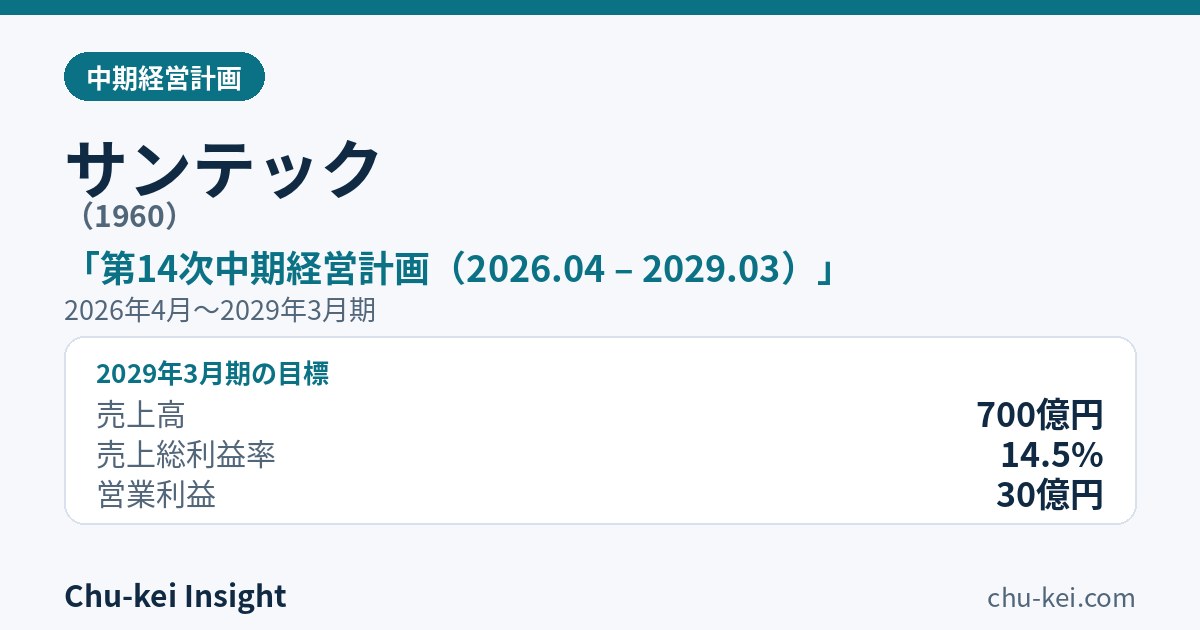 中期経営計画
サンテック
（1960）
「第14次中期経営計画（2026.04 – 2029.03）」
2026年4月～2029年3月期
2029年3月期の目標
売上高 700億円
売上総利益率 14.5%
営業利益 30億円
Chu-kei Insight chu-kei.com